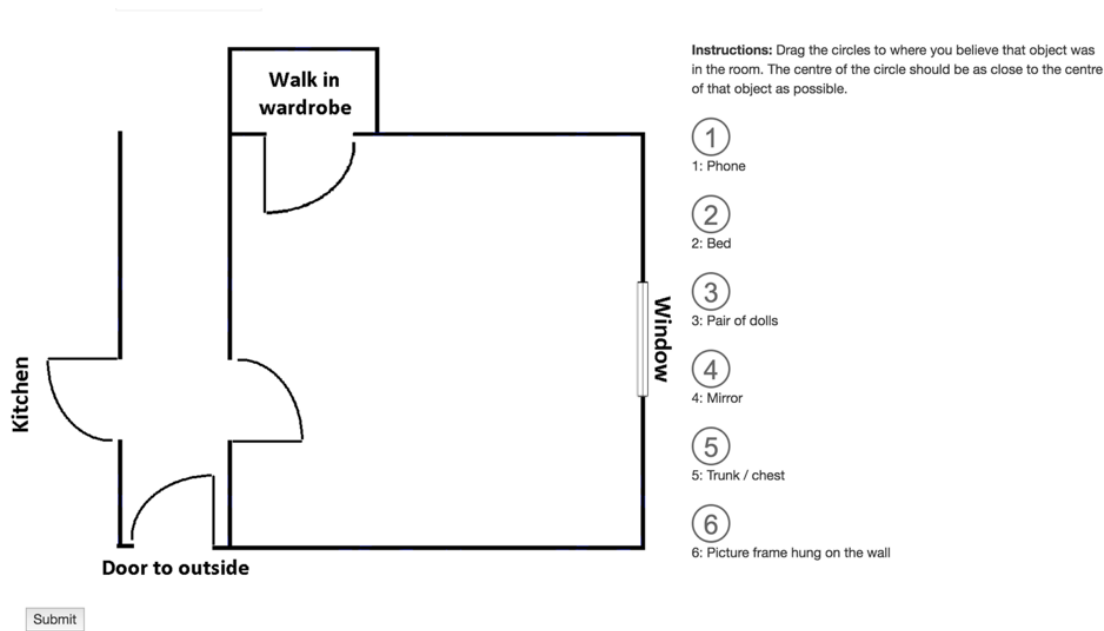 Walk in
wardrobe
Window
Kitchen
Door to outside
Submit
Instructions: Drag the circles to where you believe that object was
in the room. The centre of the circle should be as close to the centre
of that object as possible.
1
1: Phone
2
2: Bed
3
3: Pair of dolls
4
4: Mirror
5
5: Trunk / chest
6
6: Picture frame hung on the wall